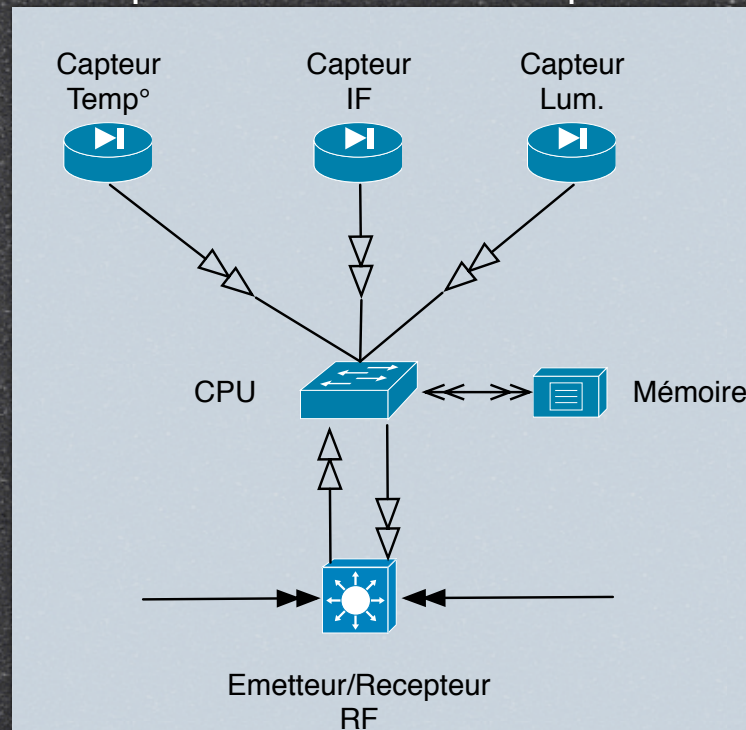 Capteur
Temp°
Capteur
IF
Capteur
Lum.
CPU
Mémoire
Emetteur/Recepteur
RF